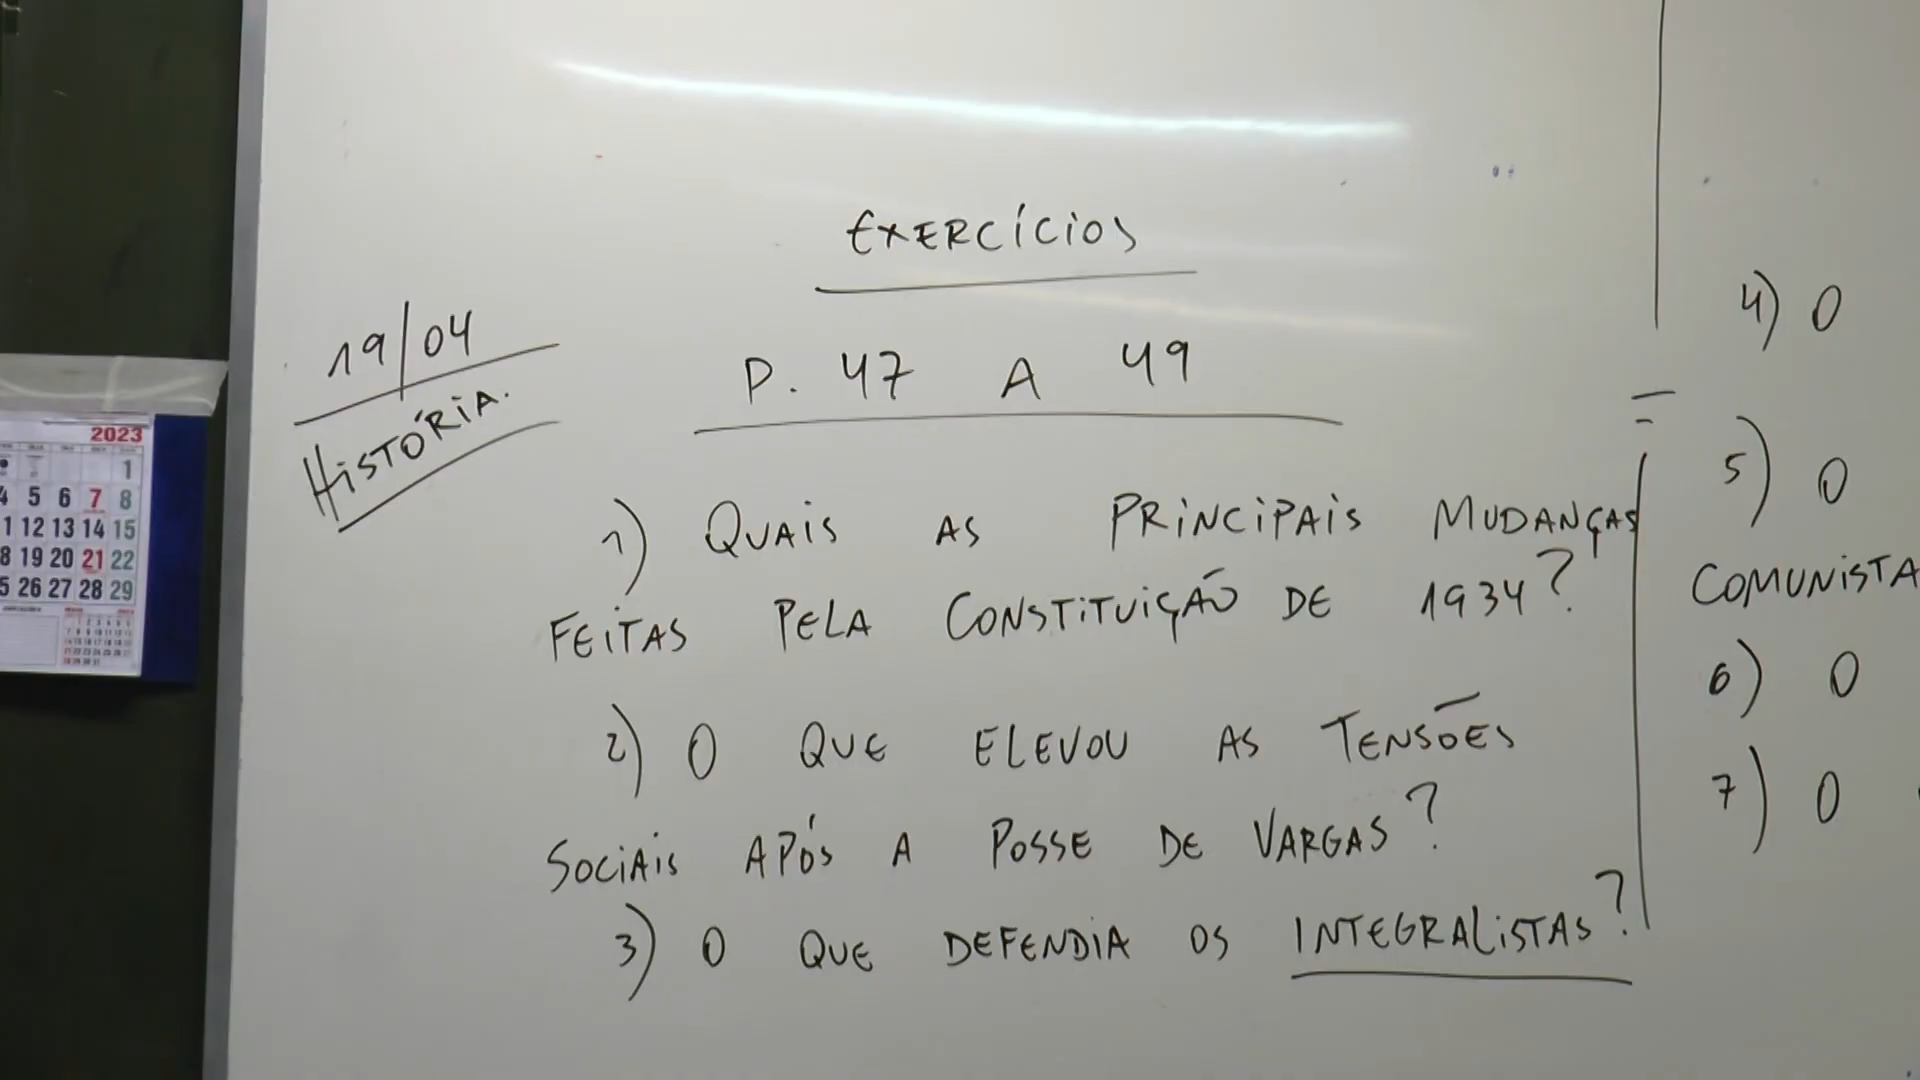 EXERCÍCIOS
19/04
HISTÓRIA.
P. 47 A 49
1) QUAIS AS PRINCIPAIS MUDANÇAS
FEITAS PELA CONSTITUIÇÃO DE 1934?
2) O QUE ELEVOU AS TENSÕES
SOCIAIS APÓS A POSSE DE VARGAS?
3) O QUE DEFENDIA OS INTEGRALISTAS?
4) O
5) O
COMUNISTA
6) O
7) O
2023
1
4 5 6 7 8
11 12 13 14 15
18 19 20 21 22
25 26 27 28 29